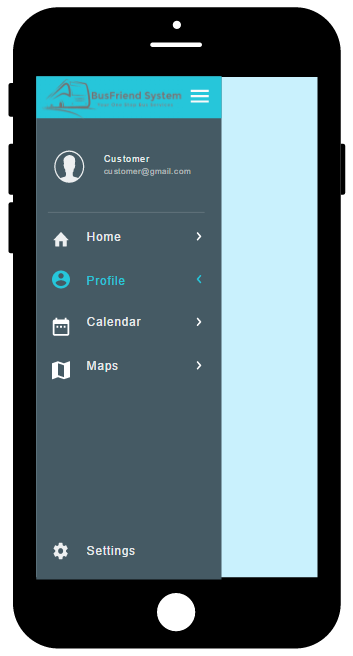 BusFriend System
Customer
customer@gmail.com
Home
Profile
Calendar
Maps
Settings